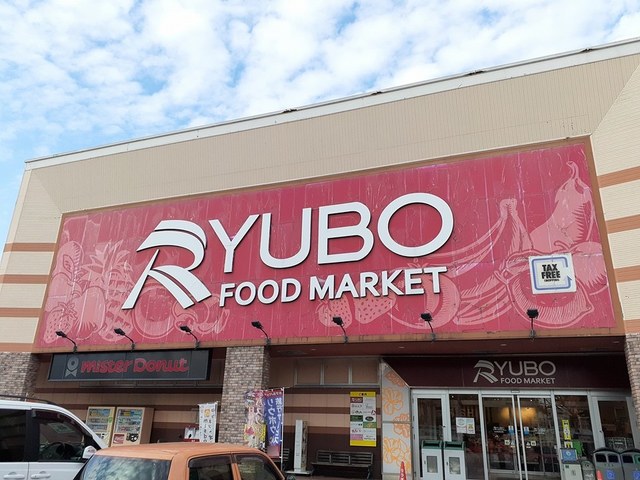 RYUBO
FOOD MARKET
TAX
FREE
mister Donut
RYUBO
FOOD MARKET